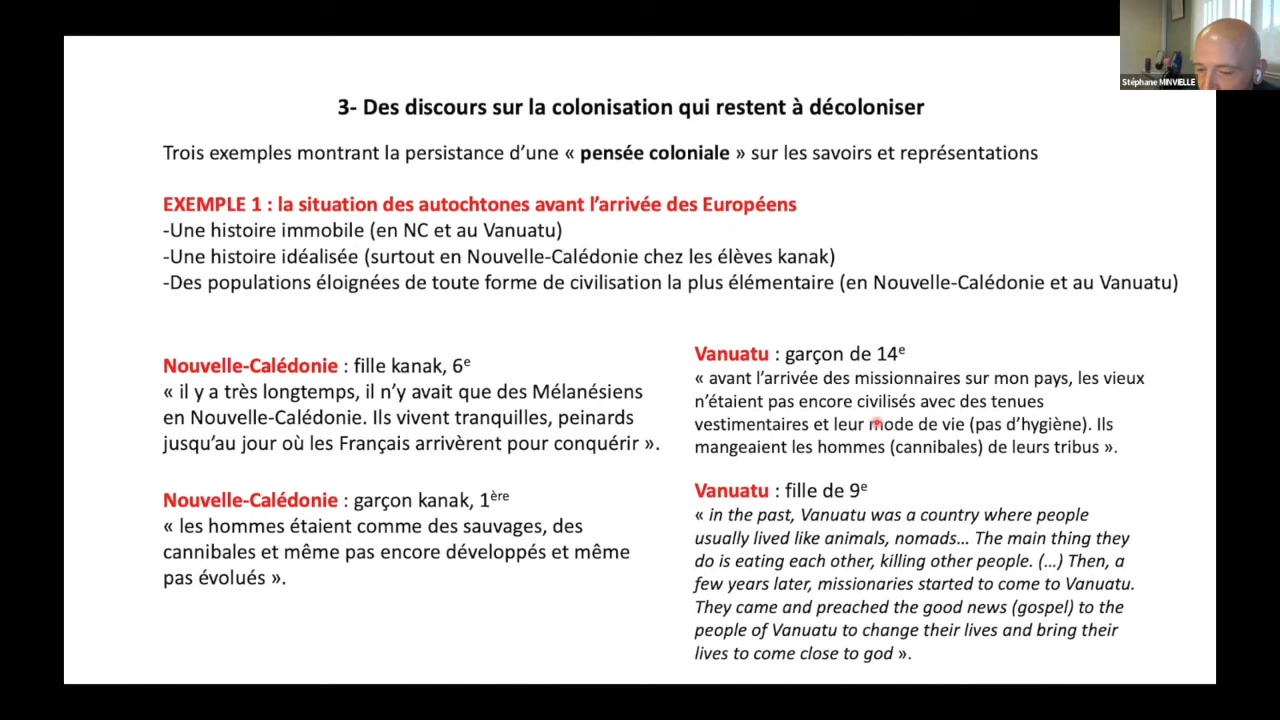 Stéphane MINVIELLE
3- Des discours sur la colonisation qui restent à décoloniser
Trois exemples montrant la persistance d’une « pensée coloniale » sur les savoirs et représentations
EXEMPLE 1 : la situation des autochtones avant l’arrivée des Européens
-Une histoire immobile (en NC et au Vanuatu)
-Une histoire idéalisée (surtout en Nouvelle-Calédonie chez les élèves kanak)
-Des populations éloignées de toute forme de civilisation la plus élémentaire (en Nouvelle-Calédonie et au Vanuatu)
Nouvelle-Calédonie : fille kanak, 6e
« il y a très longtemps, il n’y avait que des Mélanésiens
en Nouvelle-Calédonie. Ils vivent tranquilles, peinards
jusqu’au jour où les Français arrivèrent pour conquérir ».
Nouvelle-Calédonie : garçon kanak, 1ère
« les hommes étaient comme des sauvages, des
cannibales et même pas encore développés et même
pas évolués ».
Vanuatu : garçon de 14e
« avant l’arrivée des missionnaires sur mon pays, les vieux
n’étaient pas encore civilisés avec des tenues
vestimentaires et leur mode de vie (pas d’hygiène). Ils
mangeaient les hommes (cannibales) de leurs tribus ».
Vanuatu : fille de 9e
« in the past, Vanuatu was a country where people
usually lived like animals, nomads… The main thing they
do is eating each other, killing other people. (…) Then, a
few years later, missionaries started to come to Vanuatu.
They came and preached the good news (gospel) to the
people of Vanuatu to change their lives and bring their
lives to come close to god ».